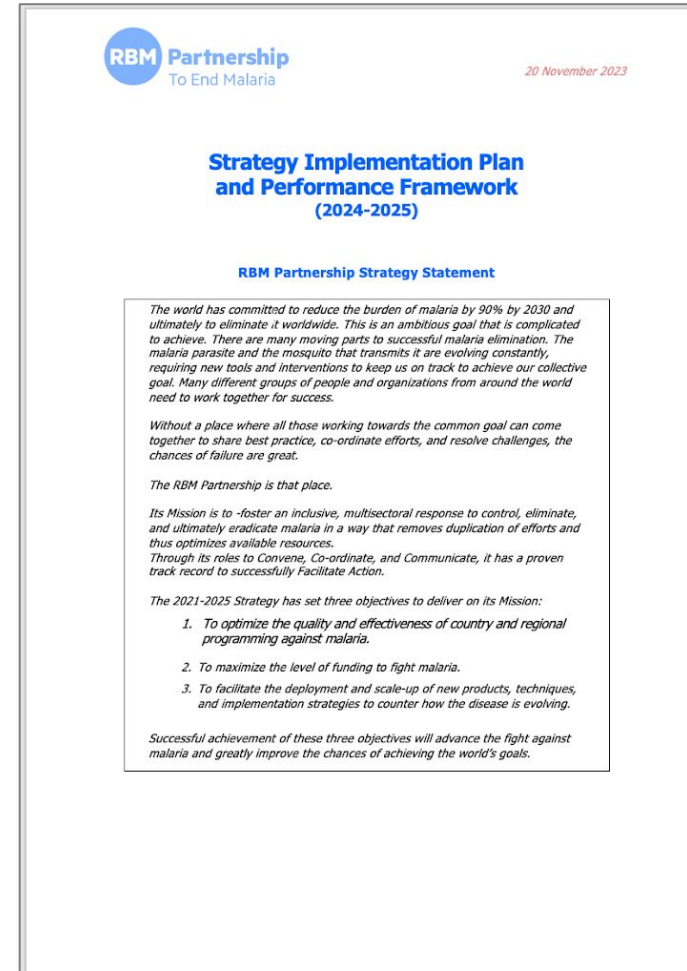 RBM Partnership
To End Malaria
20 November 2023
Strategy Implementation Plan
and Performance Framework
(2024-2025)
RBM Partnership Strategy Statement
The world has committed to reduce the burden of malaria by 90% by 2030 and
ultimately to eliminate it worldwide. This is an ambitious goal that is complicated
to achieve. There are many moving parts to successful malaria elimination. The
malaria parasite and the mosquito that transmits it are evolving constantly,
requiring new tools and interventions to keep us on track to achieve our collective
goal. Many different groups of people and organizations from around the world
need to work together for success.
Without a place where all those working towards the common goal can come
together to share best practice, co-ordinate efforts, and resolve challenges, the
chances of failure are great.
The RBM Partnership is that place.
Its Mission is to -foster an inclusive, multisectoral response to control, eliminate,
and ultimately eradicate malaria in a way that removes duplication of efforts and
thus optimizes available resources.
Through its roles to Convene, Co-ordinate, and Communicate, it has a proven
track record to successfully Facilitate Action.
The 2021-2025 Strategy has set three objectives to deliver on its Mission:
1. To optimize the quality and effectiveness of country and regional
programming against malaria.
2. To maximize the level of funding to fight malaria.
3. To facilitate the deployment and scale-up of new products, techniques,
and implementation strategies to counter how the disease is evolving.
Successful achievement of these three objectives will advance the fight against
malaria and greatly improve the chances of achieving the world's goals.